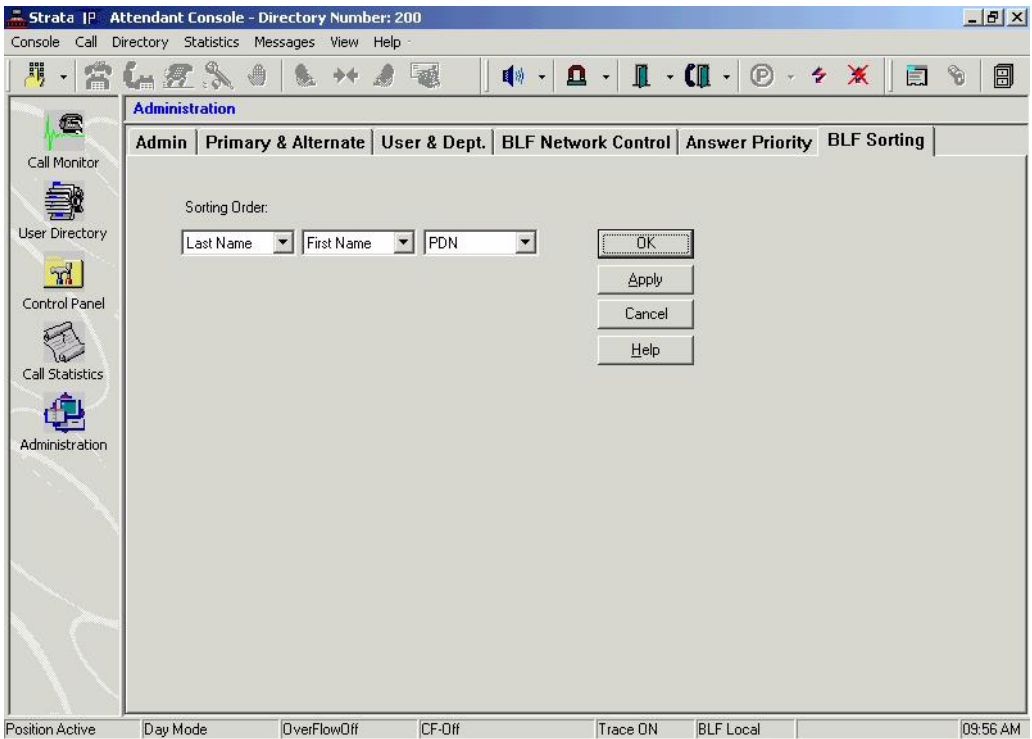 Strata IP Attendant Console - Directory Number: 200
Console Call Directory Statistics Messages View Help
Administration
Admin Primary & Alternate User & Dept. BLF Network Control Answer Priority BLF Sorting
Call Monitor
User Directory
Control Panel
Call Statistics
Administration
Sorting Order:
Last Name First Name PDN
OK
Apply
Cancel
Help
Position Active Day Mode OverFlowOff CF-Off Trace ON BLF Local 09:56 AM